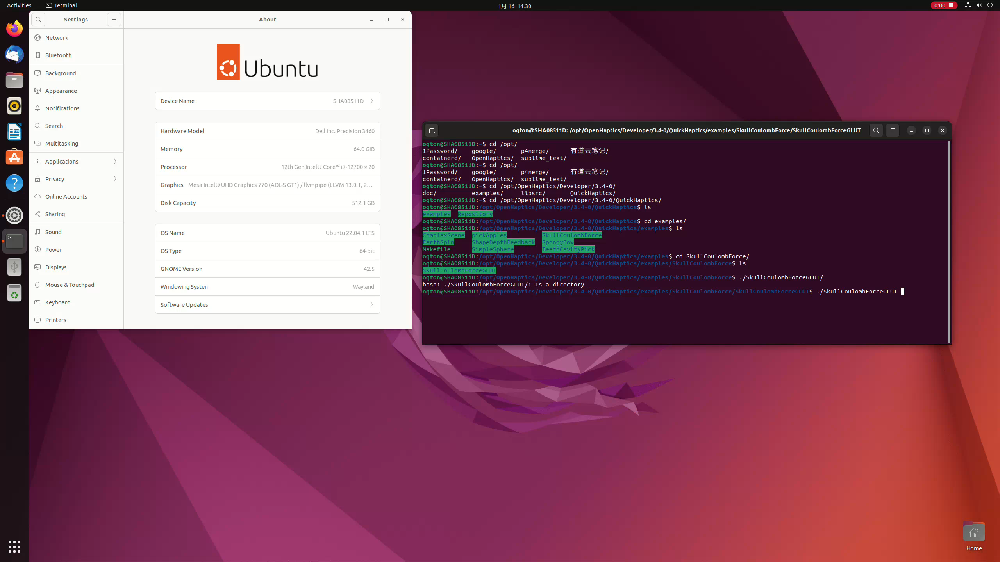 Activities
Terminal
1月 16 14:30
0:00
Settings
About
Network
Bluetooth
Background
Appearance
Notifications
Search
Multitasking
Applications
Privacy
Online Accounts
Sharing
Sound
Power
Displays
Mouse & Touchpad
Keyboard
Printers
Ubuntu
Device Name SHA08511D
Hardware Model Dell Inc. Precision 3460
Memory 64.0 GiB
Processor 12th Gen Intel® Core™ i7-12700 × 20
Graphics Mesa Intel® UHD Graphics 770 (ADL-S GT1) / llvmpipe (LLVM 13.0.1, 2…
Disk Capacity 512.1 GB
OS Name Ubuntu 22.04.1 LTS
OS Type 64-bit
GNOME Version 42.5
Windowing System Wayland
Software Updates
oqton@SHA08511D: /opt/OpenHaptics/Developer/3.4-0/QuickHaptics/examples/SkullCoulombForce/SkullCoulombForceGLUT
oqton@SHA08511D:~$ cd /opt/
1Password/ google/ p4merge/ 有道云笔记/
containerd/ OpenHaptics/ sublime_text/
oqton@SHA08511D:~$ cd /opt/
1Password/ google/ p4merge/ 有道云笔记/
containerd/ OpenHaptics/ sublime_text/
oqton@SHA08511D:~$ cd /opt/OpenHaptics/Developer/3.4-0/
doc/ examples/ libsrc/ QuickHaptics/
oqton@SHA08511D:~$ cd /opt/OpenHaptics/Developer/3.4-0/QuickHaptics/
oqton@SHA08511D:/opt/OpenHaptics/Developer/3.4-0/QuickHaptics$ ls
examples Repository
oqton@SHA08511D:/opt/OpenHaptics/Developer/3.4-0/QuickHaptics$ cd examples/
oqton@SHA08511D:/opt/OpenHaptics/Developer/3.4-0/QuickHaptics/examples$ ls
ComplexScene pickApples SkullCoulombForce
EarthSpin ShapeDepthFeedback SpongyCow
Makefile SimpleSphere TeethCavityPick
oqton@SHA08511D:/opt/OpenHaptics/Developer/3.4-0/QuickHaptics/examples$ cd SkullCoulombForce/
oqton@SHA08511D:/opt/OpenHaptics/Developer/3.4-0/QuickHaptics/examples/SkullCoulombForce$ ls
SkullCoulombForceGLUT
oqton@SHA08511D:/opt/OpenHaptics/Developer/3.4-0/QuickHaptics/examples/SkullCoulombForce$ ./SkullCoulombForceGLUT/
bash: ./SkullCoulombForceGLUT/: Is a directory
oqton@SHA08511D:/opt/OpenHaptics/Developer/3.4-0/QuickHaptics/examples/SkullCoulombForce/SkullCoulombForceGLUT$ ./SkullCoulombForceGLUT
Home